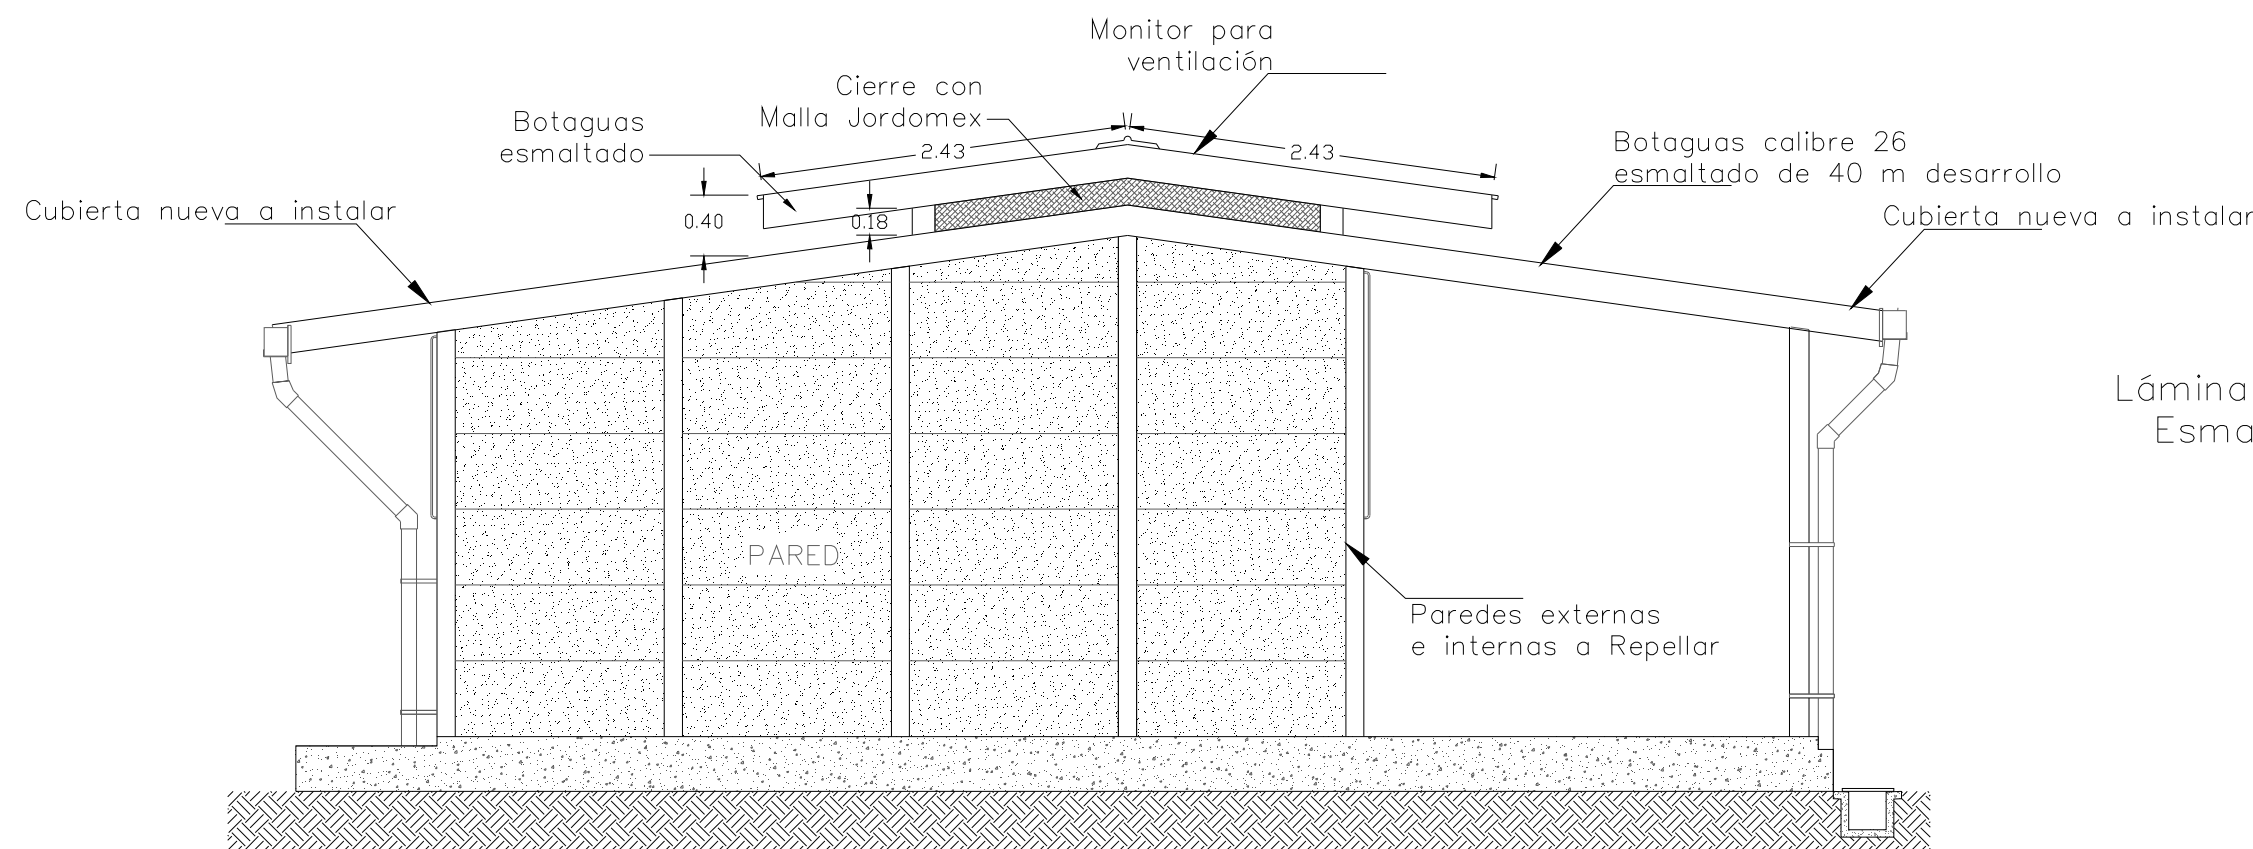 Monitor para
ventilación
Cierre con
Malla Jordomex
Botaguas
esmaltado
2.43
2.43
Botaguas calibre 26
esmaltado de 40 m desarrollo
Cubierta nueva a instalar
0.40
0.18
Cubierta nueva a instalar
Lámina
Esma
PARED
Paredes externas
e internas a Repellar